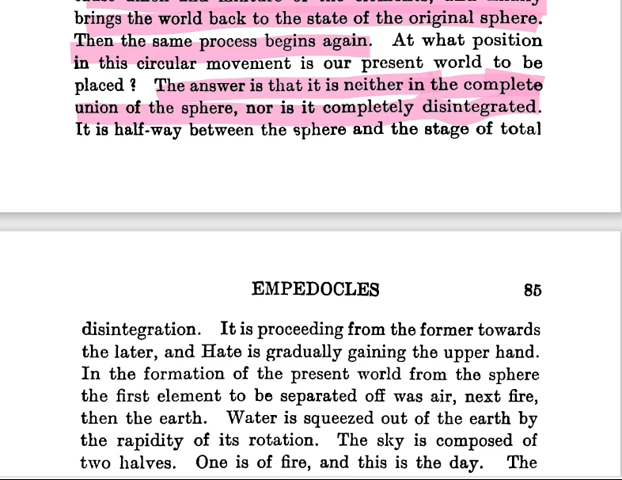 brings the world back to the state of the original sphere.
Then the same process begins again. At what position
in this circular movement is our present world to be
placed ? The answer is that it is neither in the complete
union of the sphere, nor is it completely disintegrated.
It is half-way between the sphere and the stage of total
EMPEDOCLES 85
disintegration. It is proceeding from the former towards
the later, and Hate is gradually gaining the upper hand.
In the formation of the present world from the sphere
the first element to be separated off was air, next fire,
then the earth. Water is squeezed out of the earth by
the rapidity of its rotation. The sky is composed of
two halves. One is of fire, and this is the day. The